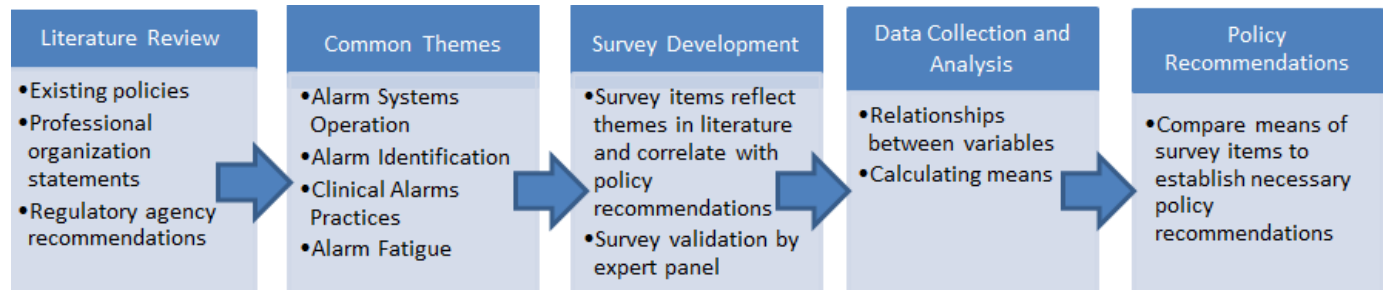 Literature Review
•Existing policies
•Professional
organization
statements
•Regulatory agency
recommendations
Common Themes
•Alarm Systems
Operation
•Alarm Identification
•Clinical Alarms
Practices
•Alarm Fatigue
Survey Development
•Survey items reflect
themes in literature
and correlate with
policy
recommendations
•Survey validation by
expert panel
Data Collection and
Analysis
•Relationships
between variables
•Calculating means
Policy
Recommendations
•Compare means of
survey items to
establish necessary
policy
recommendations